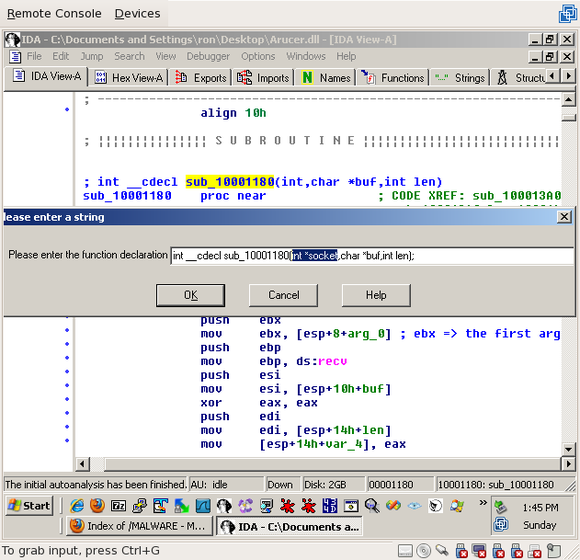 Remote Console Devices
IDA - C:\Documents and Settings\ron\Desktop\Arucer.dll - [IDA View-A]
File Edit Jump Search View Debugger Options Windows Help
IDA View-A Hex View-A Exports Imports N Names Functions "..." Strings Struct
; ----------------------------------------------------------------
align 10h
; ¦¦¦¦¦¦¦¦¦¦¦¦¦¦¦ S U B R O U T I N E ¦¦¦¦¦¦¦¦¦¦¦¦¦¦¦¦¦¦¦¦¦¦¦¦¦¦¦¦
; int __cdecl sub_10001180(int,char *buf,int len)
sub_10001180 proc near ; CODE XREF: sub_100013A0
lease enter a string
Please enter the function declaration int __cdecl sub_10001180(int *socket,char *buf,int len);
OK Cancel Help
push ebx
mov ebx, [esp+8+arg_0] ; ebx => the first arg
push ebp
mov ebp, ds:recv
push esi
mov esi, [esp+10h+buf]
xor eax, eax
push edi
mov edi, [esp+14h+len]
mov [esp+14h+var_4], eax
The initial autoanalysis has been finished. AU: idle Down Disk: 2GB 00001180 10001180: sub_10001180
Start » 1:45 PM
Index of /MALWARE - M... IDA - C:\Documents a... Sunday
To grab input, press Ctrl+G